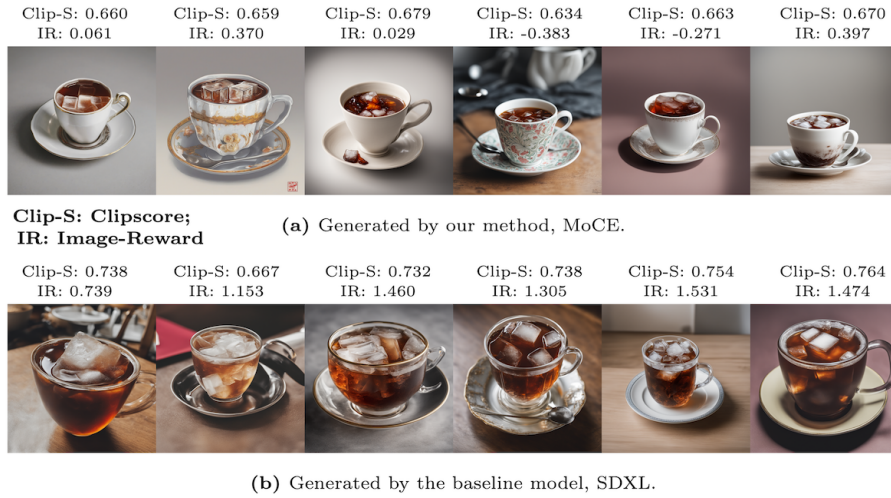 Clip-S: 0.660 Clip-S: 0.659 Clip-S: 0.679 Clip-S: 0.634 Clip-S: 0.663 Clip-S: 0.670
IR: 0.061 IR: 0.370 IR: 0.029 IR: -0.383 IR: -0.271 IR: 0.397
Clip-S: Clipscore;
IR: Image-Reward
(a) Generated by our method, MoCE.
Clip-S: 0.738 Clip-S: 0.667 Clip-S: 0.732 Clip-S: 0.738 Clip-S: 0.754 Clip-S: 0.764
IR: 0.739 IR: 1.153 IR: 1.460 IR: 1.305 IR: 1.531 IR: 1.474
(b) Generated by the baseline model, SDXL.